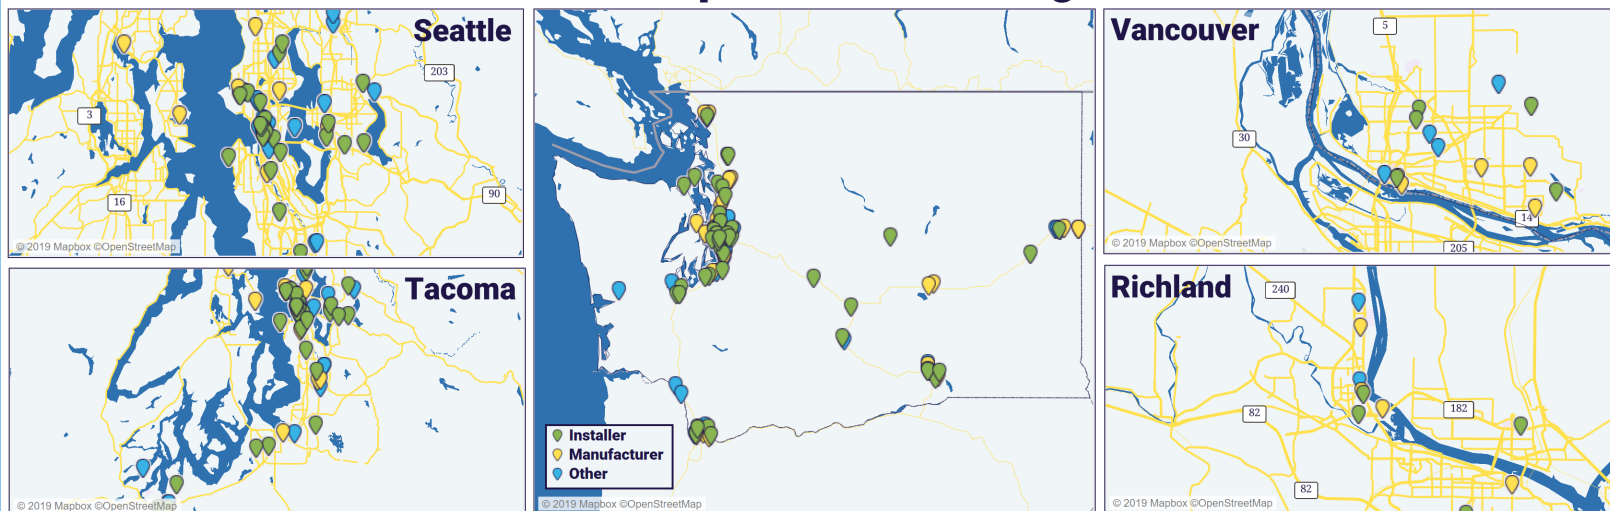 Seattle
203
3
90
16
© 2019 Mapbox ©OpenStreetMap
Tacoma
© 2019 Mapbox ©OpenStreetMap
Installer
Manufacturer
Other
© 2019 Mapbox ©OpenStreetMap
Vancouver
5
30
14
205
© 2019 Mapbox ©OpenStreetMap
Richland
240
82
182
82
© 2019 Mapbox ©OpenStreetMap